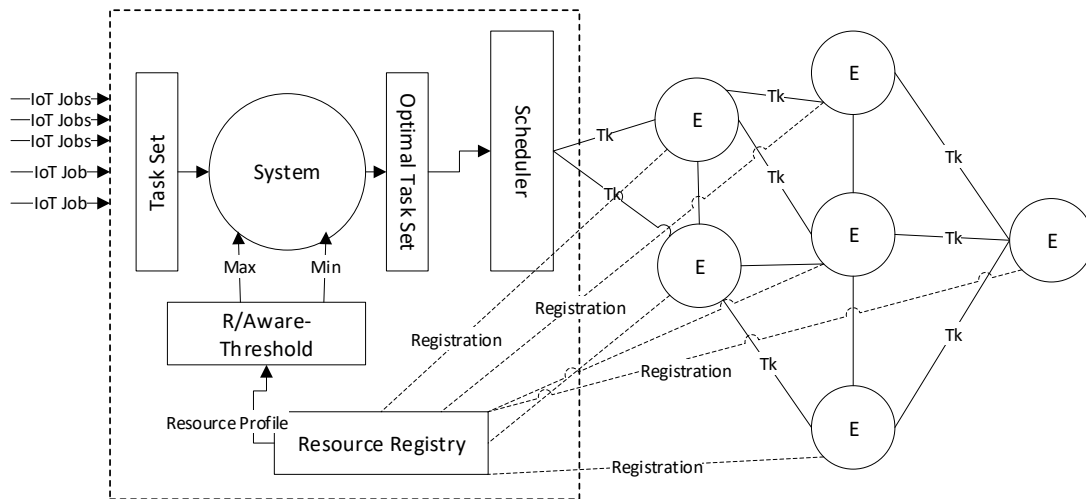 IoT Jobs
IoT Jobs
IoT Jobs
IoT Job
IoT Job
Task Set
System
Optimal Task Set
Scheduler
Max
Min
R/Aware-
Threshold
Resource Profile
Resource Registry
Tk
Tk
E
E
Tk
Tk
E
E
E
Tk
Tk
Tk
Tk
E
E
Registration
Registration
Registration
Registration